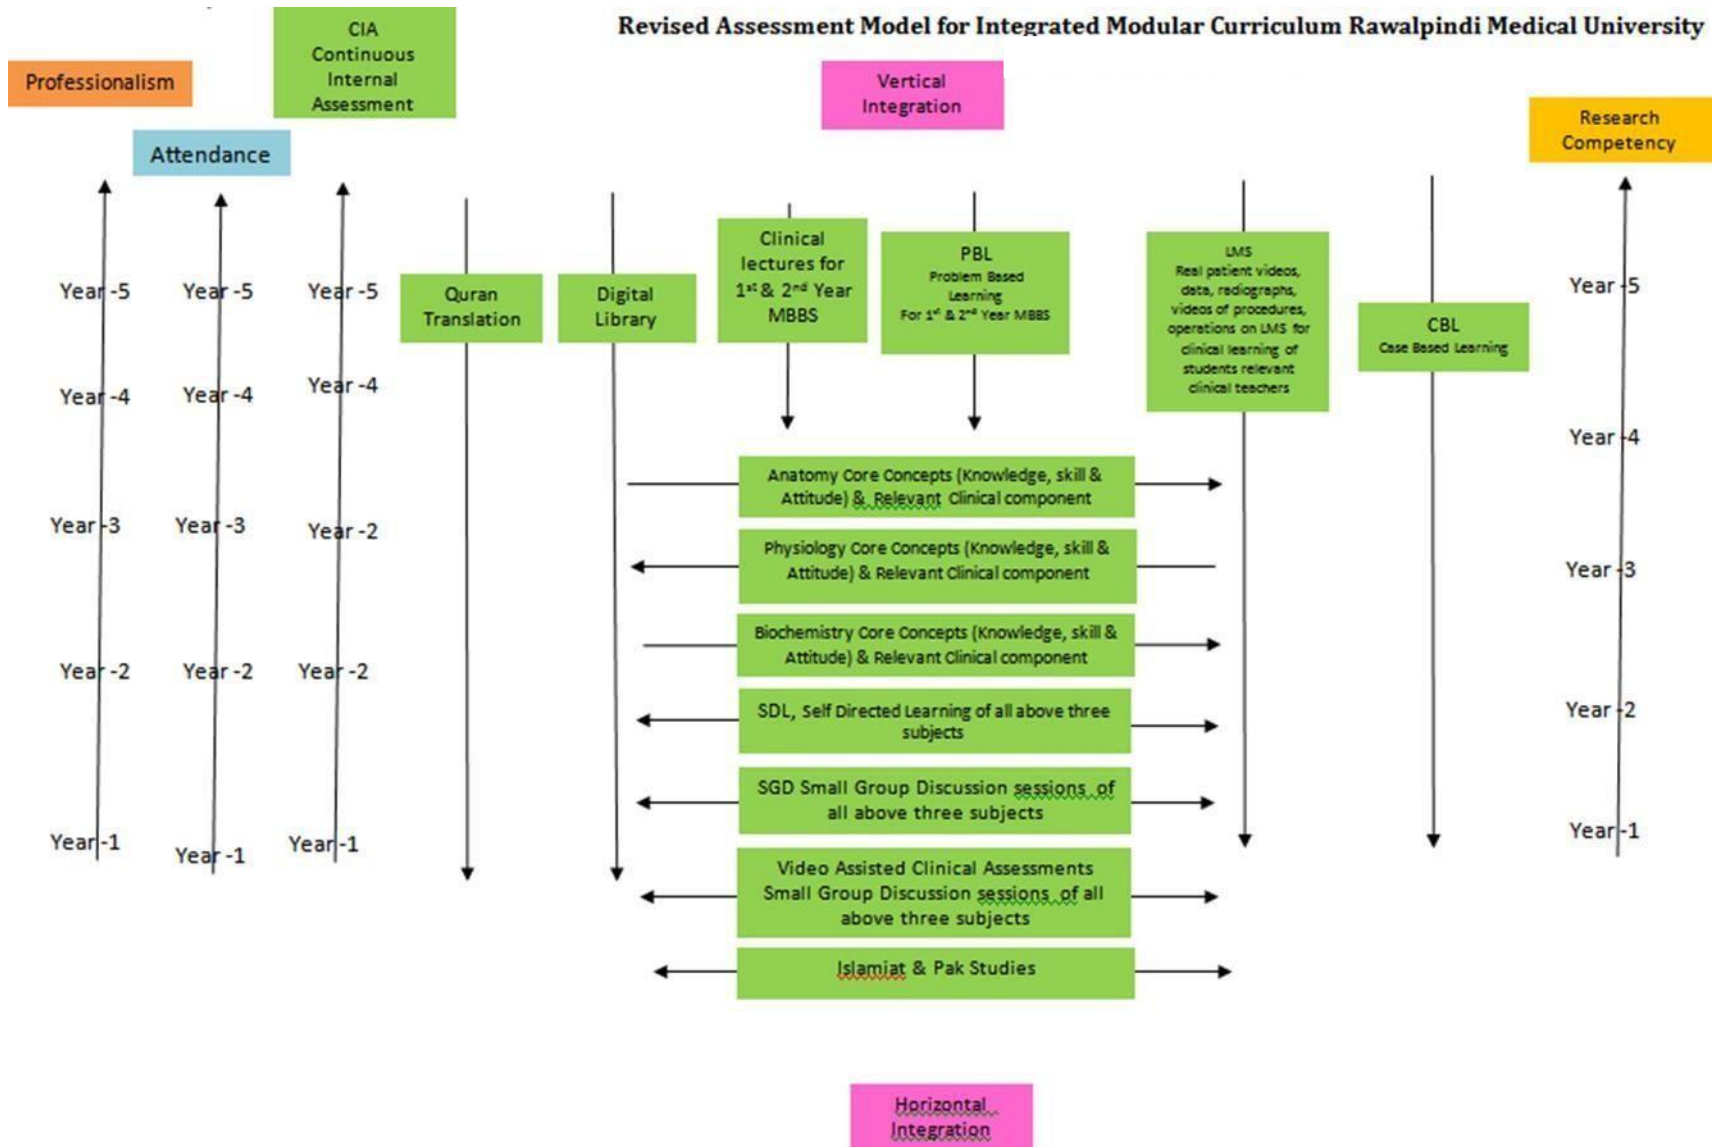 Revised Assessment Model for Integrated Modular Curriculum Rawalpindi Medical University
Professionalism
Attendance
CIA
Continuous
Internal
Assessment
Vertical
Integration
Research
Competency
Year -5
Year -4
Year -3
Year -2
Year -1
Year -5
Year -4
Year -3
Year -2
Year -1
Year -5
Year -4
Year -2
Year -2
Year -1
Quran
Translation
Digital
Library
Clinical
lectures for
1st & 2nd Year
MBBS
PBL
Problem Based
Learning
For 1st & 2nd Year MBBS
LMS
Real patient videos,
data, radiographs,
videos of procedures,
operations on LMS for
clinical learning of
students relevant
clinical teachers
CBL
Case Based Learning
Year -5
Year -4
Year -3
Year -2
Year -1
Anatomy Core Concepts (Knowledge, skill &
Attitude) & Relevant Clinical component
Physiology Core Concepts (Knowledge, skill &
Attitude) & Relevant Clinical component
Biochemistry Core Concepts (Knowledge, skill &
Attitude) & Relevant Clinical component
SDL, Self Directed Learning of all above three
subjects
SGD Small Group Discussion sessions of
all above three subjects
Video Assisted Clinical Assessments
Small Group Discussion sessions of all
above three subjects
Islamiat & Pak Studies
Horizontal
Integration